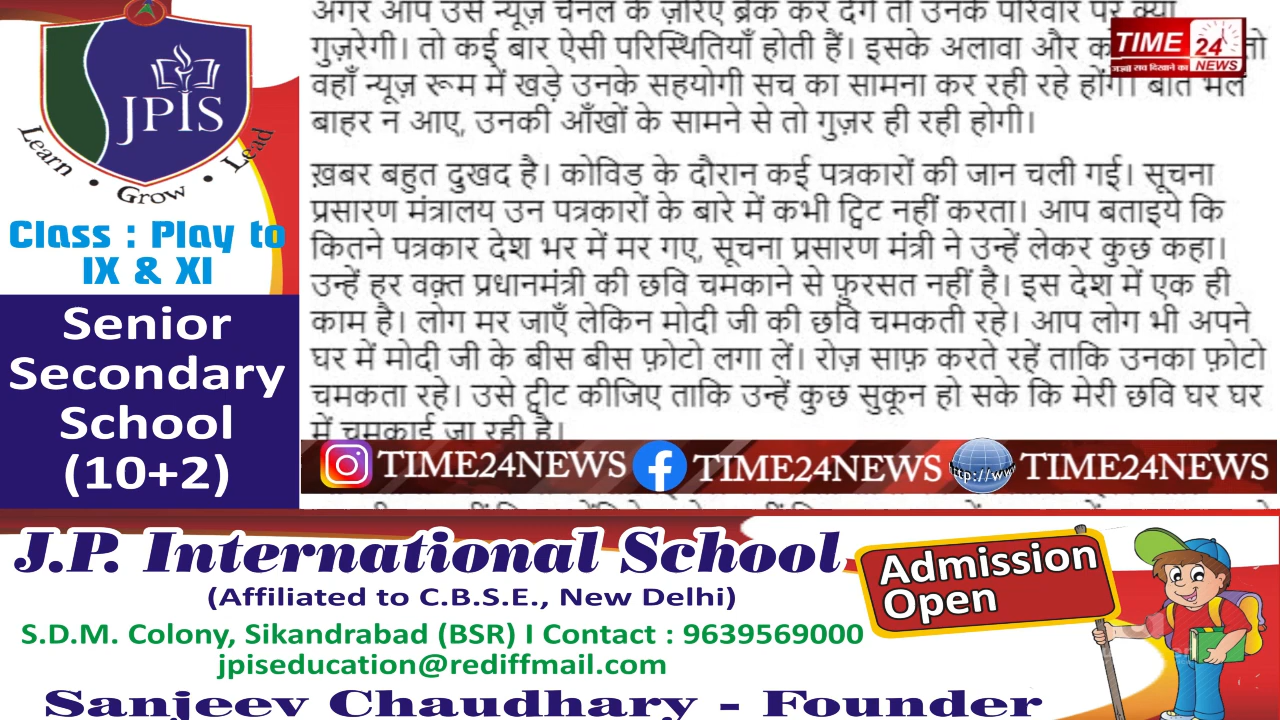 अगर आप उसे न्यूज़ चैनल के ज़रिए ब्रेक कर देंगे तो उनके परिवार पर क्या
गुज़रेगी। तो कई बार ऐसी परिस्थितियाँ होती हैं। इसके अलावा और क
वहाँ न्यूज़ रूम में खड़े उनके सहयोगी सच का सामना कर रही रहे होंगे। बात भले
बाहर न आए, उनकी आँखों के सामने से तो गुज़र ही रही होगी।
TIME 24
NEWS
ख़बर बहुत दुखद है। कोविड के दौरान कई पत्रकारों की जान चली गई। सूचना
प्रसारण मंत्रालय उन पत्रकारों के बारे में कभी ट्विट नहीं करता। आप बताइये कि
कितने पत्रकार देश भर में मर गए, सूचना प्रसारण मंत्री ने उन्हें लेकर कुछ कहा।
उन्हें हर वक़्त प्रधानमंत्री की छवि चमकाने से फ़ुरसत नहीं है। इस देश में एक ही
काम है। लोग मर जाएँ लेकिन मोदी जी की छवि चमकती रहे। आप लोग भी अपने
घर में मोदी जी के बीस बीस फ़ोटो लगा लें। रोज़ साफ़ करते रहें ताकि उनका फ़ोटो
चमकता रहे। उसे ट्वीट कीजिए ताकि उन्हें कुछ सुकून हो सके कि मेरी छवि घर घर
में चमकाई जा रही है।
JPIS
Learn • Grow • Lead
Class : Play to
IX & XI
Senior
Secondary
School
(10+2)
TIME24NEWS TIME24NEWS TIME24NEWS
J.P. International School
(Affiliated to C.B.S.E., New Delhi)
S.D.M. Colony, Sikandrabad (BSR) I Contact : 9639569000
jpiseducation@rediffmail.com
Sanjeev Chaudhary - Founder
Admission
Open